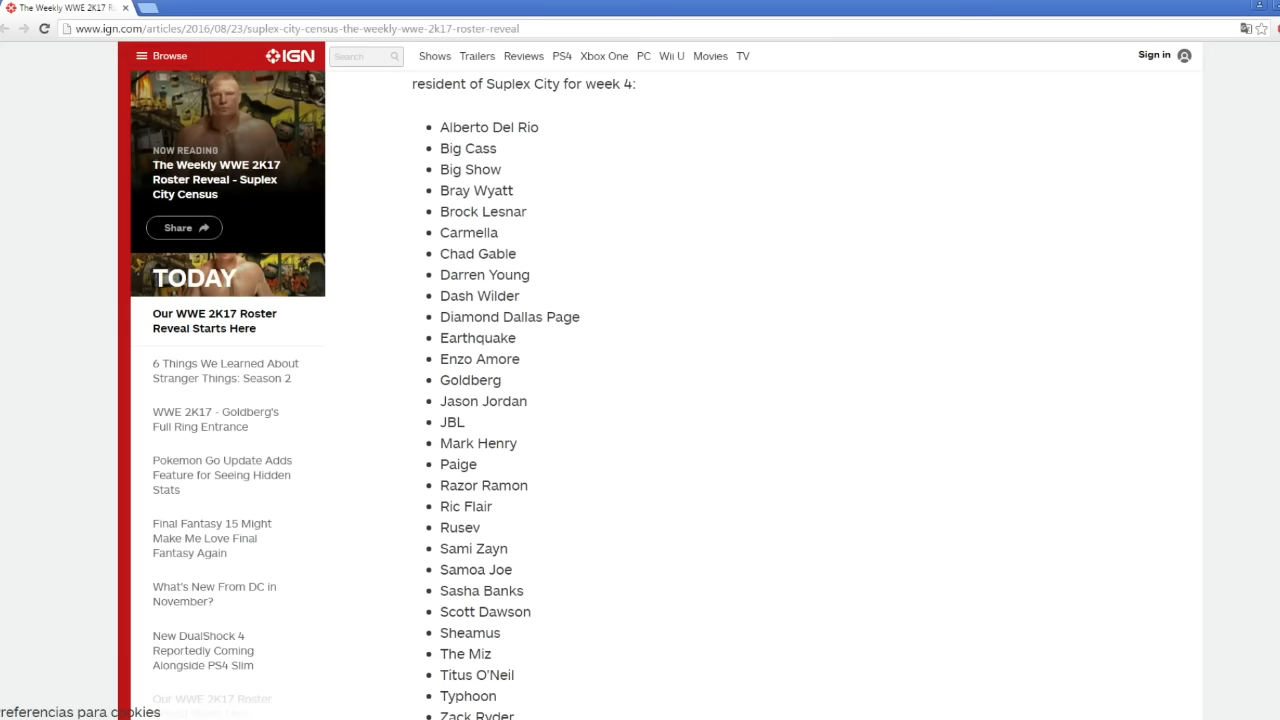 The Weekly WWE 2K17 R
www.ign.com/articles/2016/08/23/suplex-city-census-the-weekly-wwe-2k17-roster-reveal
Browse
IGN
Search
Shows Trailers Reviews PS4 Xbox One PC Wii U Movies TV
Sign in
NOW READING
The Weekly WWE 2K17
Roster Reveal - Suplex
City Census
Share
TODAY
Our WWE 2K17 Roster
Reveal Starts Here
6 Things We Learned About
Stranger Things: Season 2
WWE 2K17 - Goldberg's
Full Ring Entrance
Pokemon Go Update Adds
Feature for Seeing Hidden
Stats
Final Fantasy 15 Might
Make Me Love Final
Fantasy Again
What's New From DC in
November?
New DualShock 4
Reportedly Coming
Alongside PS4 Slim
Our WWE 2K17 Roster
resident of Suplex City for week 4:
Alberto Del Rio
Big Cass
Big Show
Bray Wyatt
Brock Lesnar
Carmella
Chad Gable
Darren Young
Dash Wilder
Diamond Dallas Page
Earthquake
Enzo Amore
Goldberg
Jason Jordan
JBL
Mark Henry
Paige
Razor Ramon
Ric Flair
Rusev
Sami Zayn
Samoa Joe
Sasha Banks
Scott Dawson
Sheamus
The Miz
Titus O'Neil
Typhoon
Zack Ryder
referencias para cookies